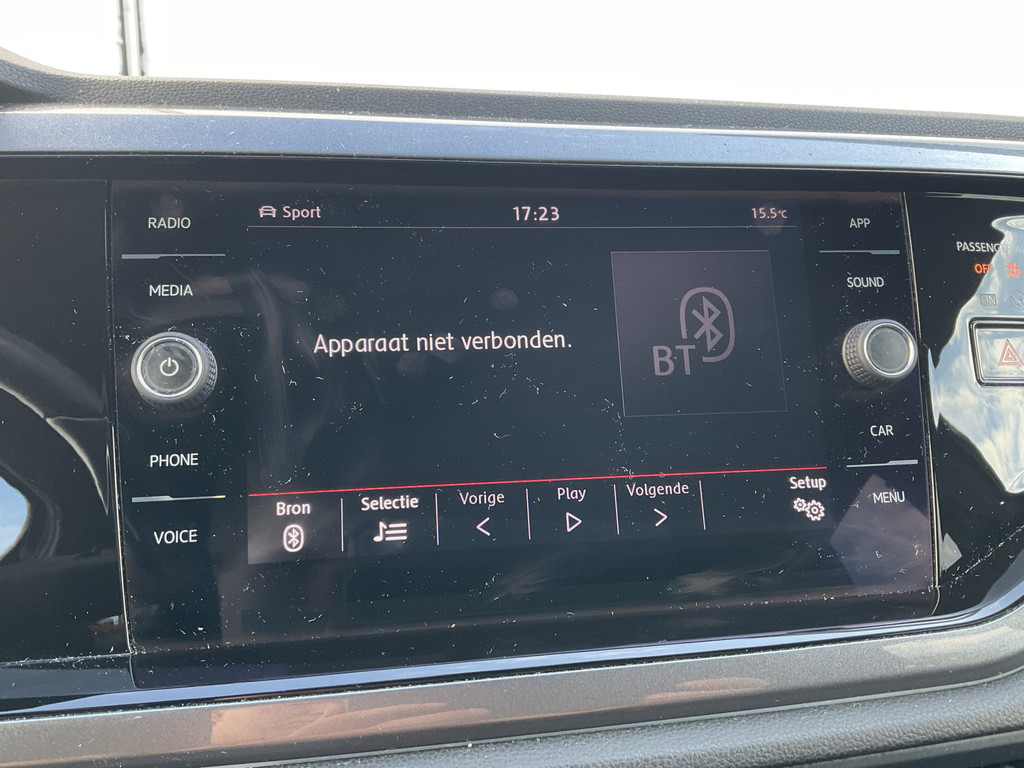 RADIO
MEDIA
PHONE
VOICE
Sport
17:23
15.5°C
Apparaat niet verbonden.
BT
Bron
Selectie
Vorige
Play
Volgende
Setup
APP
SOUND
CAR
MENU
PASSENGER
OFF
ON